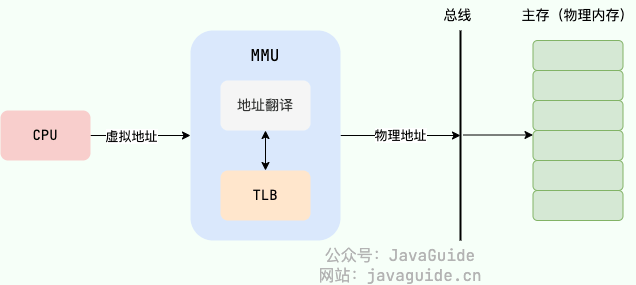 总线
主存（物理内存）
MMU
地址翻译
CPU
虚拟地址
物理地址
TLB
公众号：JavaGuide
网站：javaguide.cn